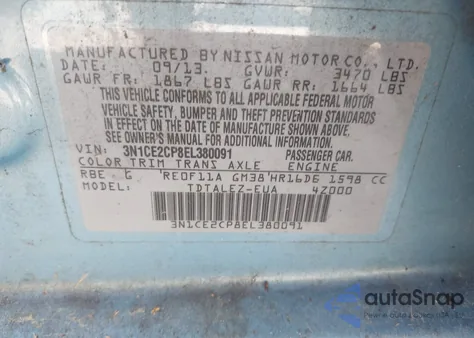 MANUFACTURED BY NISSAN MOTOR CO., LTD.
DATE: 09/13 GVWR: 3470 LBS
GAWR FR: 1867 LBS GAWR RR: 1664 LBS
THIS VEHICLE CONFORMS TO ALL APPLICABLE FEDERAL MOTOR
VEHICLE SAFETY, BUMPER AND THEFT PREVENTION STANDARDS
IN EFFECT ON THE DATE OF MANUFACTURE SHOWN ABOVE.
SEE OWNER'S MANUAL FOR ADDITIONAL INFORMATION
VIN: 3N1CE2CP8EL380091 PASSENGER CAR.
COLOR TRIM TRANS AXLE ENGINE
RBE G RE0F11A GM38 HR16DE 1598 CC
MODEL: TDTALEZ-EUA 4Z000
3N1CE2CP8EL380091
autoSnap